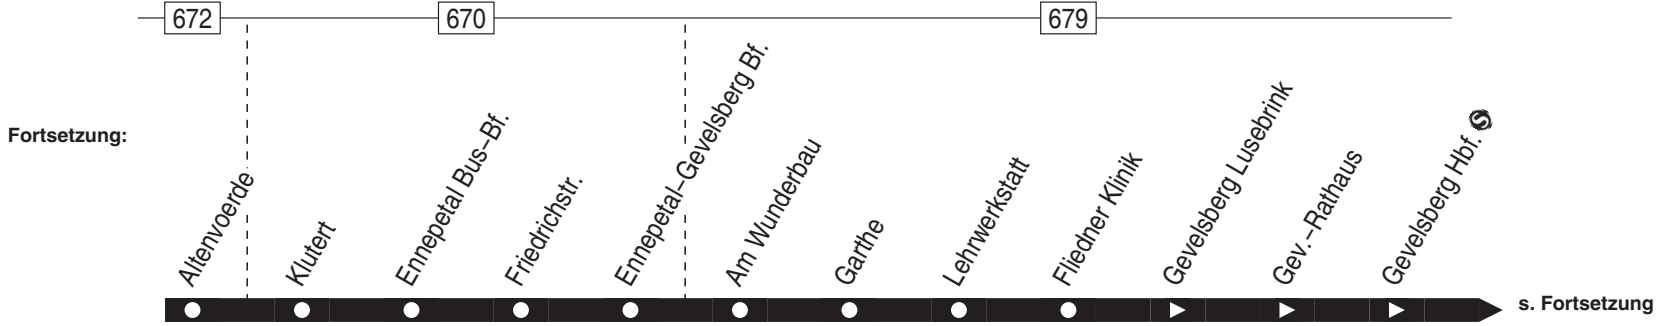 672 670 679
Fortsetzung:
Altenvoerde
Klutert
Ennepetal Bus–Bf.
Friedrichstr.
Ennepetal–Gevelsberg Bf.
Am Wunderbau
Garthe
Lehrwerkstatt
Fliedner Klinik
Gevelsberg Lusebrink
Gev.–Rathaus
Gevelsberg Hbf. S
s. Fortsetzung